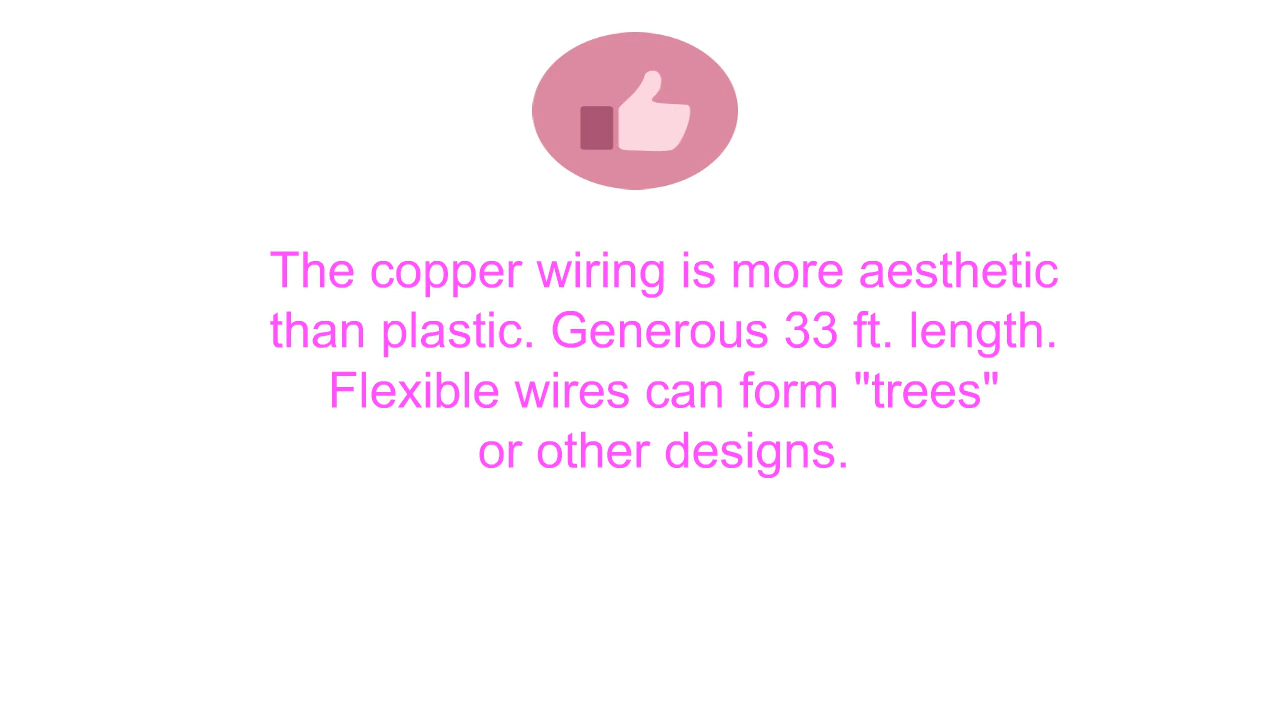 The copper wiring is more aesthetic
than plastic. Generous 33 ft. length.
Flexible wires can form "trees"
or other designs.